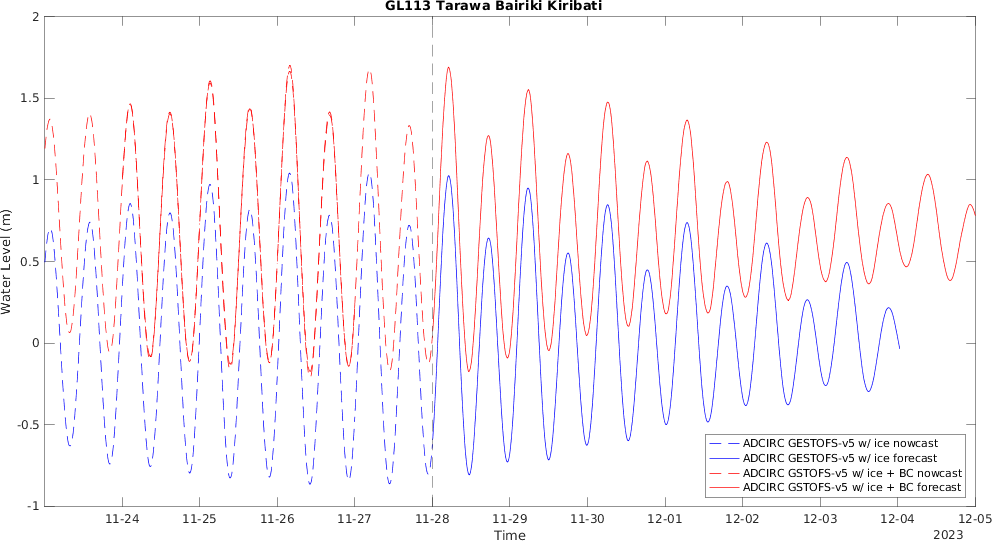 GL113 Tarawa Bairiki Kiribati
2
1.5
1
0.5
0
-0.5
-1
Water Level (m)
ADCIRC GESTOFS-v5 w/ ice nowcast
ADCIRC GESTOFS-v5 w/ ice forecast
ADCIRC GSTOFS-v5 w/ ice + BC nowcast
ADCIRC GSTOFS-v5 w/ ice + BC forecast
11-24 11-25 11-26 11-27 11-28 11-29 11-30 12-01 12-02 12-03 12-04 12-05
Time 2023